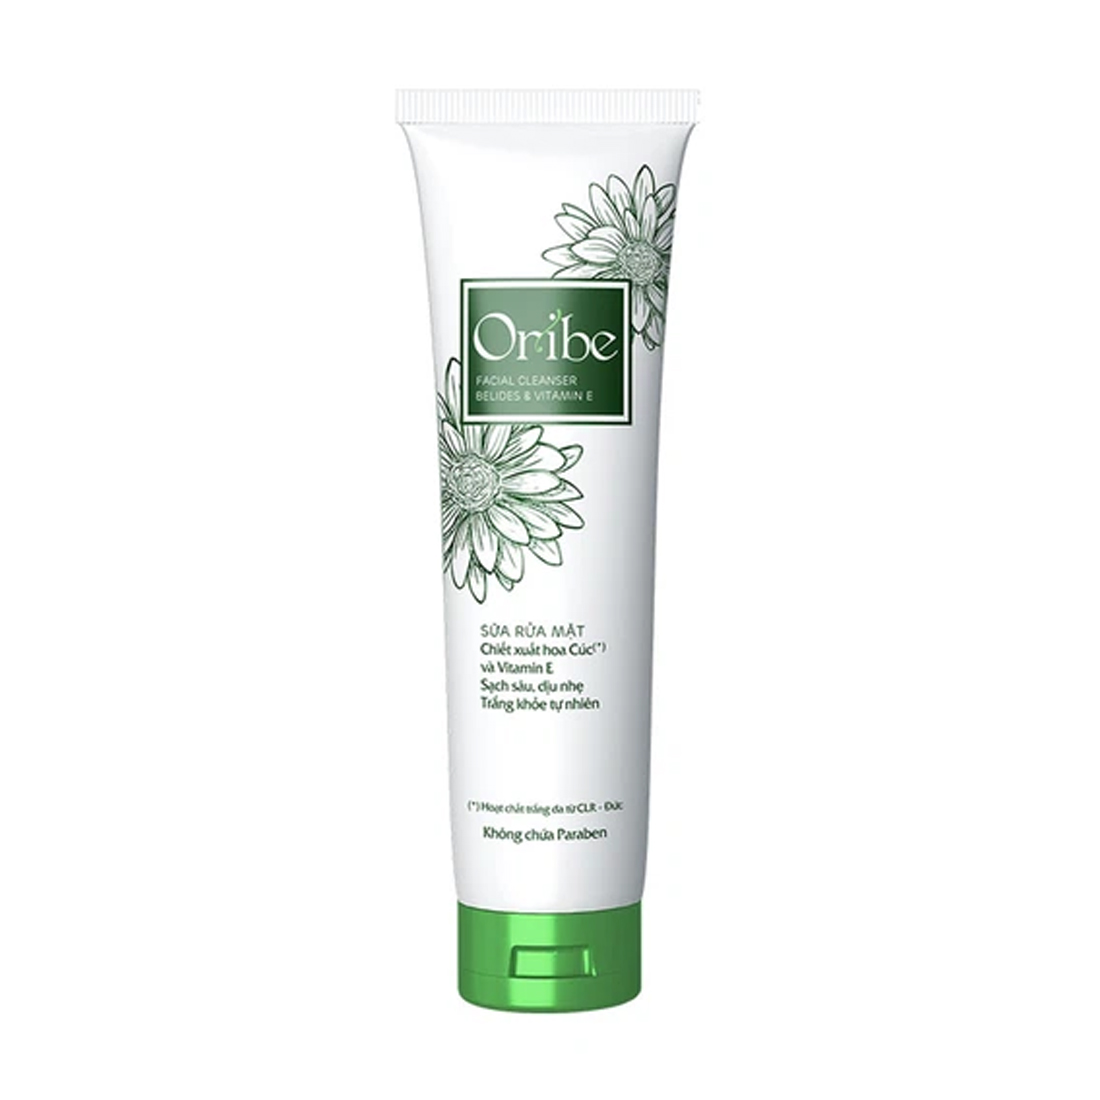 Oribe
FACIAL CLEANSER
BELIDES & VITAMIN E
SỮA RỬA MẶT
Chiết xuất hoa Cúc(*)
và Vitamin E
Sạch sâu, dịu nhẹ
Trắng khỏe tự nhiên
(*) Hoạt chất trắng da từ CLR - Đức
Không chứa Paraben